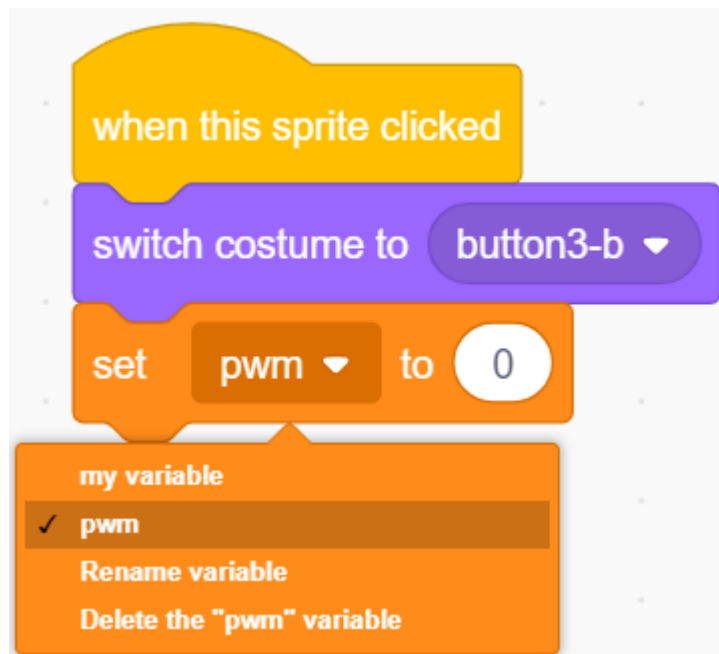 when this sprite clicked
switch costume to button3-b
set pwm to 0
my variable
✓ pwm
Rename variable
Delete the "pwm" variable